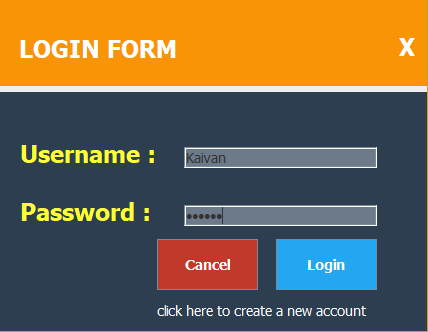 LOGIN FORM X
Username : Kaivan
Password : ••••••
Cancel Login
click here to create a new account